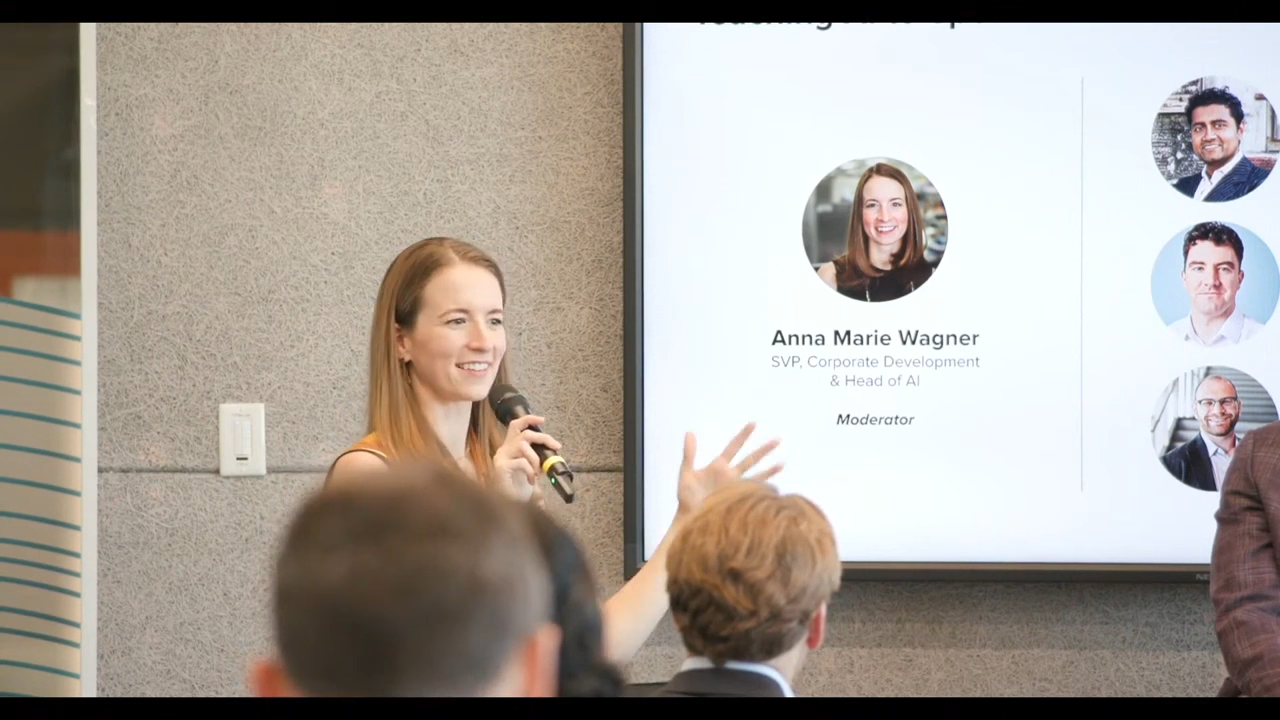 Anna Marie Wagner
SVP, Corporate Development
& Head of AI
Moderator